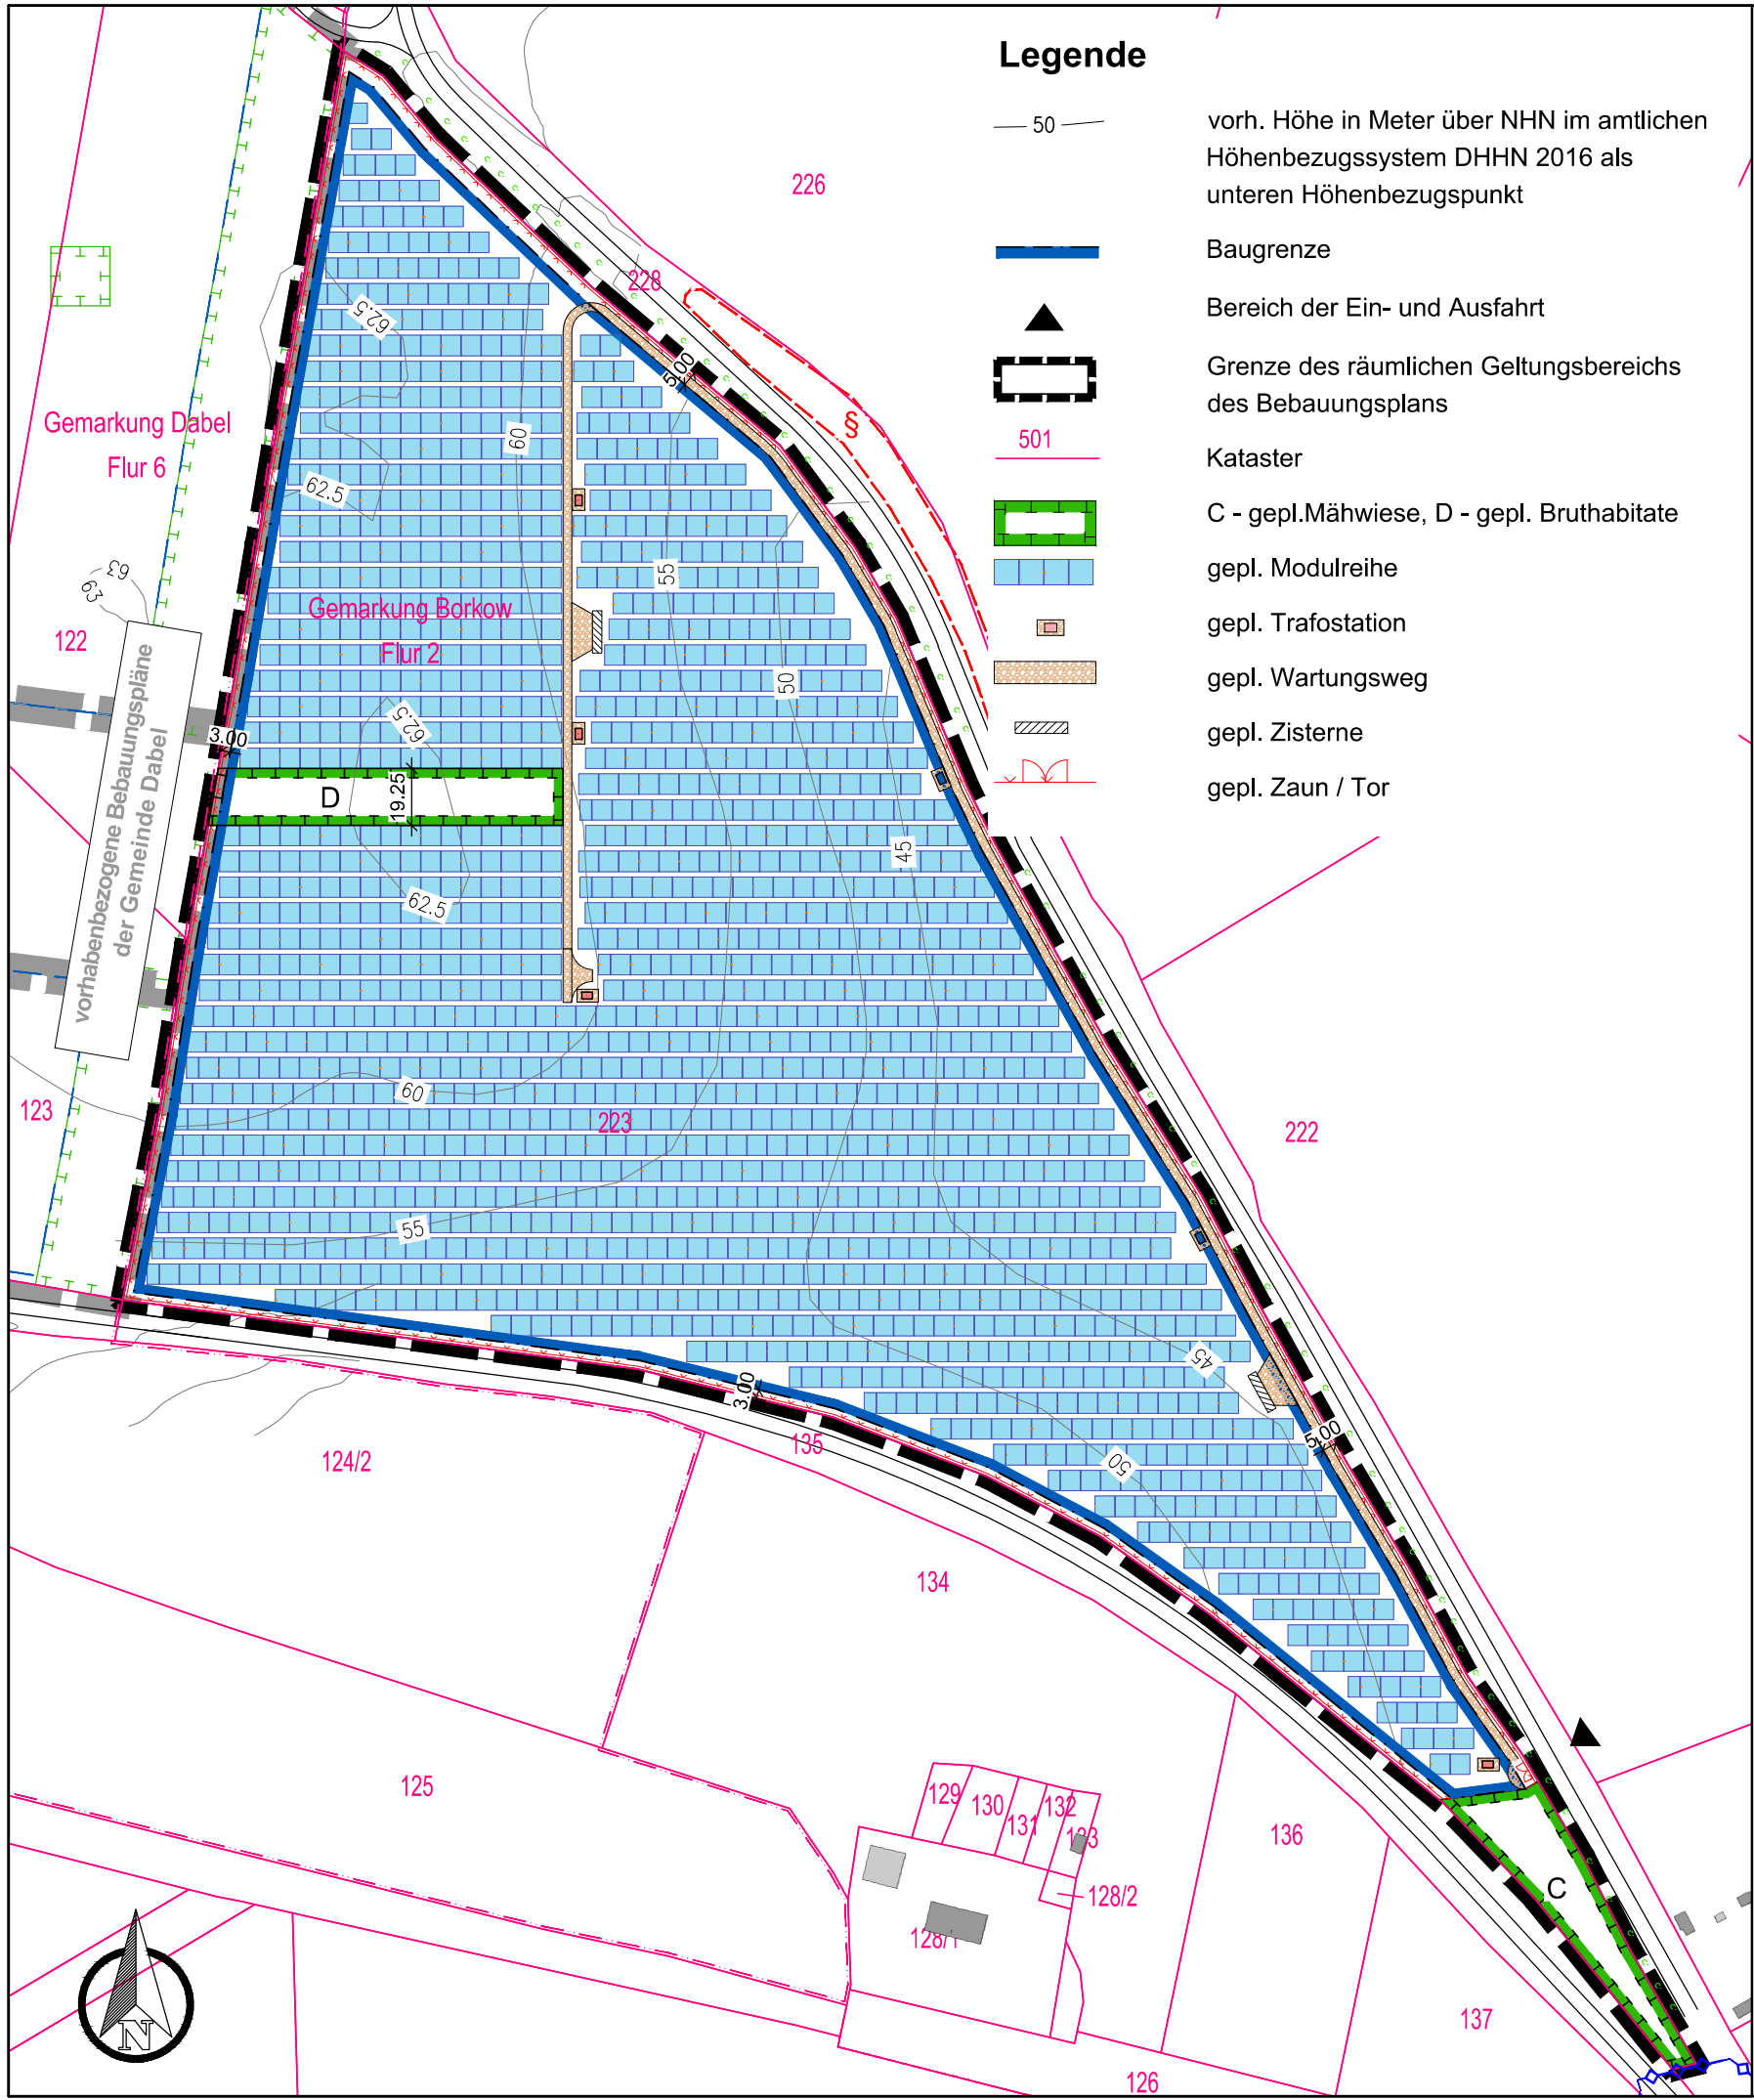 Legende
50
vorh. Höhe in Meter über NHN im amtlichen
Höhenbezugssystem DHHN 2016 als
unteren Höhenbezugspunkt
Baugrenze
Bereich der Ein- und Ausfahrt
Grenze des räumlichen Geltungsbereichs
des Bebauungsplans
501
Kataster
C - gepl.Mähwiese, D - gepl. Bruthabitate
gepl. Modulreihe
gepl. Trafostation
gepl. Wartungsweg
gepl. Zisterne
gepl. Zaun / Tor
226
228
§
62.5
5.00
Gemarkung Dabel
Flur 6
60
62.5
55
63
63
Gemarkung Borkow
Flur 2
122
50
62.5
3.00
vorhabenbezogene Bebauungspläne
der Gemeinde Dabel
D
19.25
45
62.5
60
123
223
222
55
45
3.00
5.00
135
124/2
50
134
125
129
130
131
132
133
136
128/2
128/1
C
137
126
N